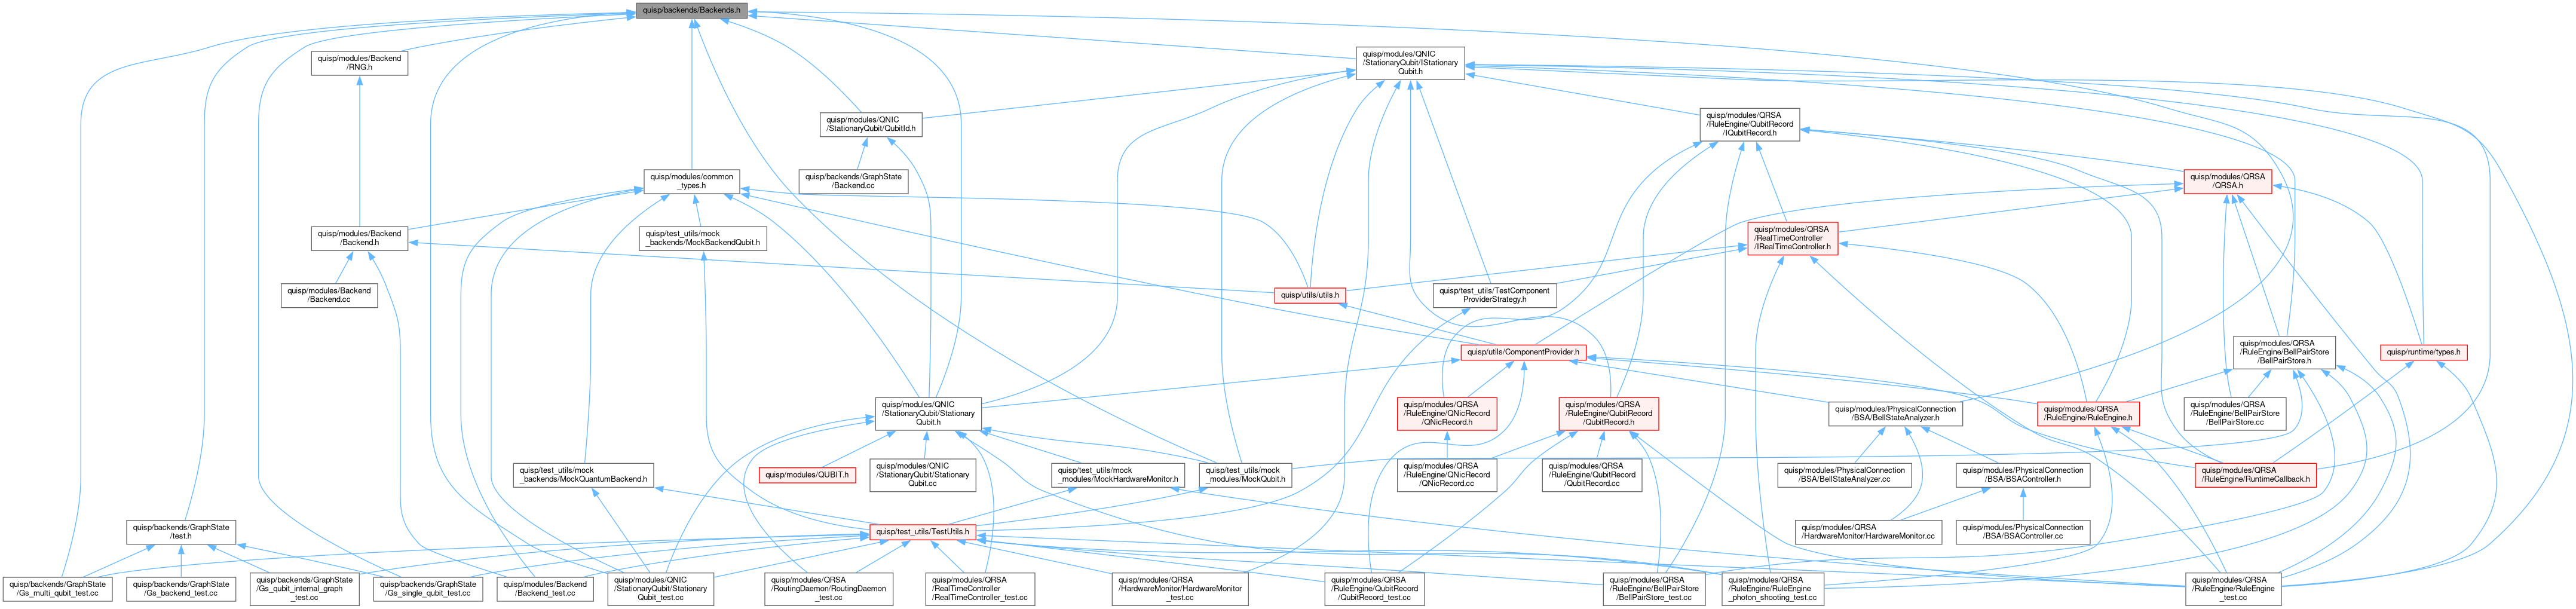 quisp/backends/Backends.h
quisp/modules/Backend
/RNG.h
quisp/modules/QNIC
/StationaryQubit/IStationary
Qubit.h
quisp/modules/QNIC
/StationaryQubit/QubitId.h
quisp/modules/QRSA
/RuleEngine/QubitRecord
/IQubitRecord.h
quisp/modules/common
_types.h
quisp/backends/GraphState
/Backend.cc
quisp/modules/QRSA
/QRSA.h
quisp/modules/Backend
/Backend.h
quisp/test_utils/mock
_backends/MockBackendQubit.h
quisp/modules/QRSA
/RealTimeController
/IRealTimeController.h
quisp/modules/Backend
/Backend.cc
quisp/utils/utils.h
quisp/test_utils/TestComponent
ProviderStrategy.h
quisp/utils/ComponentProvider.h
quisp/modules/QRSA
/RuleEngine/BellPairStore
/BellPairStore.h
quisp/runtime/types.h
quisp/modules/QNIC
/StationaryQubit/Stationary
Qubit.h
quisp/modules/QRSA
/RuleEngine/QNicRecord
/QNicRecord.h
quisp/modules/QRSA
/RuleEngine/QubitRecord
/QubitRecord.h
quisp/modules/PhysicalConnection
/BSA/BellStateAnalyzer.h
quisp/modules/QRSA
/RuleEngine/RuleEngine.h
quisp/modules/QRSA
/RuleEngine/BellPairStore
/BellPairStore.cc
quisp/test_utils/mock
_backends/MockQuantumBackend.h
quisp/modules/QUBIT.h
quisp/modules/QNIC
/StationaryQubit/Stationary
Qubit.cc
quisp/test_utils/mock
_modules/MockHardwareMonitor.h
quisp/test_utils/mock
_modules/MockQubit.h
quisp/modules/QRSA
/RuleEngine/QNicRecord
/QNicRecord.cc
quisp/modules/QRSA
/RuleEngine/QubitRecord
/QubitRecord.cc
quisp/modules/PhysicalConnection
/BSA/BellStateAnalyzer.cc
quisp/modules/PhysicalConnection
/BSA/BSAController.h
quisp/modules/QRSA
/RuleEngine/RuntimeCallback.h
quisp/backends/GraphState
/test.h
quisp/test_utils/TestUtils.h
quisp/modules/QRSA
/HardwareMonitor/HardwareMonitor.cc
quisp/modules/PhysicalConnection
/BSA/BSAController.cc
quisp/backends/GraphState
/Gs_multi_qubit_test.cc
quisp/backends/GraphState
/Gs_backend_test.cc
quisp/backends/GraphState
/Gs_qubit_internal_graph
_test.cc
quisp/backends/GraphState
/Gs_single_qubit_test.cc
quisp/modules/Backend
/Backend_test.cc
quisp/modules/QNIC
/StationaryQubit/Stationary
Qubit_test.cc
quisp/modules/QRSA
/RoutingDaemon/RoutingDaemon
_test.cc
quisp/modules/QRSA
/RealTimeController
/RealTimeController_test.cc
quisp/modules/QRSA
/HardwareMonitor/HardwareMonitor
_test.cc
quisp/modules/QRSA
/RuleEngine/QubitRecord
/QubitRecord_test.cc
quisp/modules/QRSA
/RuleEngine/BellPairStore
/BellPairStore_test.cc
quisp/modules/QRSA
/RuleEngine/RuleEngine
_photon_shooting_test.cc
quisp/modules/QRSA
/RuleEngine/RuleEngine
_test.cc